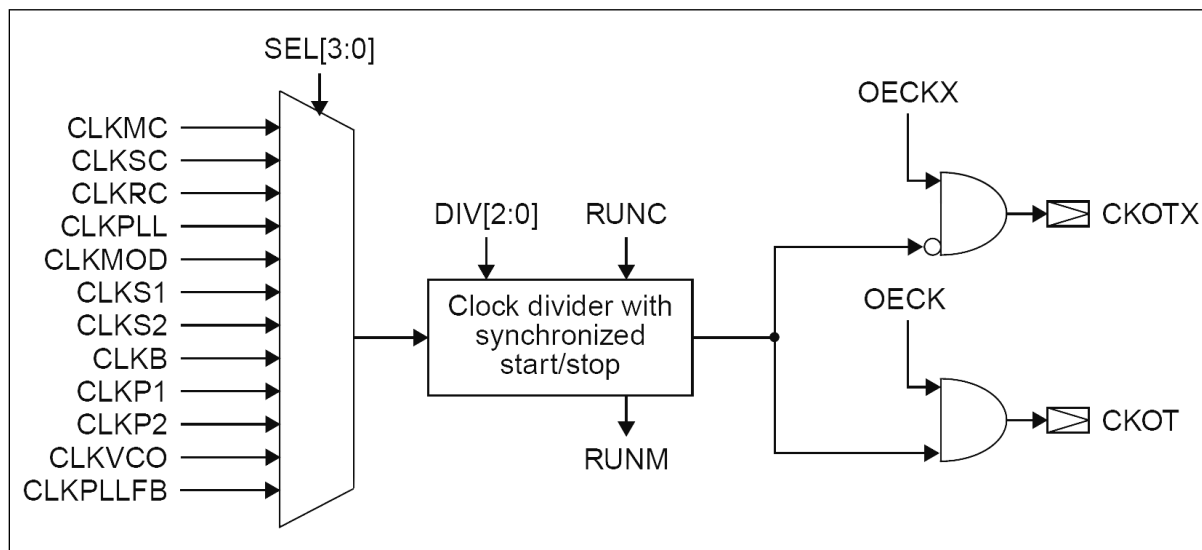 SEL[3:0]
CLKMC
CLKSC
CLKRC
CLKPLL
CLKMOD
CLKS1
CLKS2
CLKB
CLKP1
CLKP2
CLKVCO
CLKPLLFB
DIV[2:0]
RUNC
Clock divider with
synchronized
start/stop
RUNM
OECKX
CKOTX
OECK
CKOT